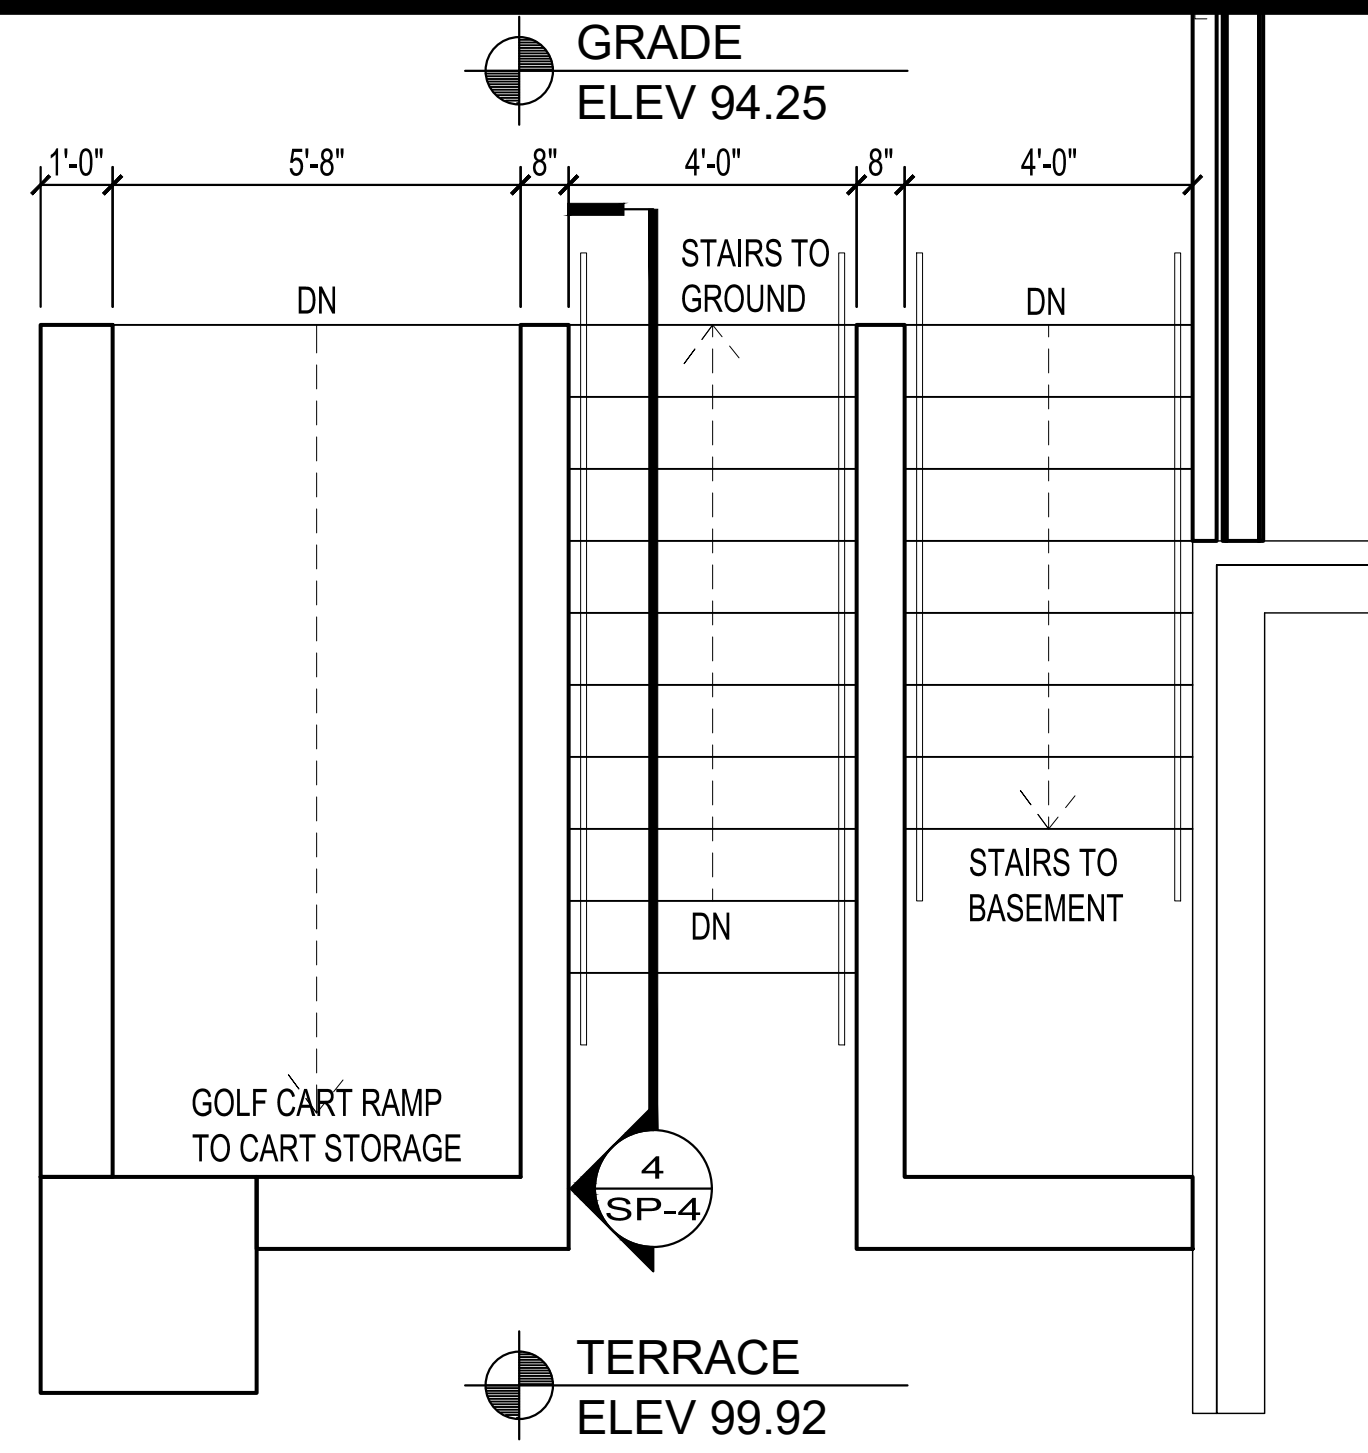 GRADE
ELEV 94.25
1'-0"
5'-8"
8"
4'-0"
8"
4'-0"
STAIRS TO
GROUND
DN
DN
STAIRS TO
BASEMENT
DN
GOLF CART RAMP
TO CART STORAGE
4
SP-4
TERRACE
ELEV 99.92